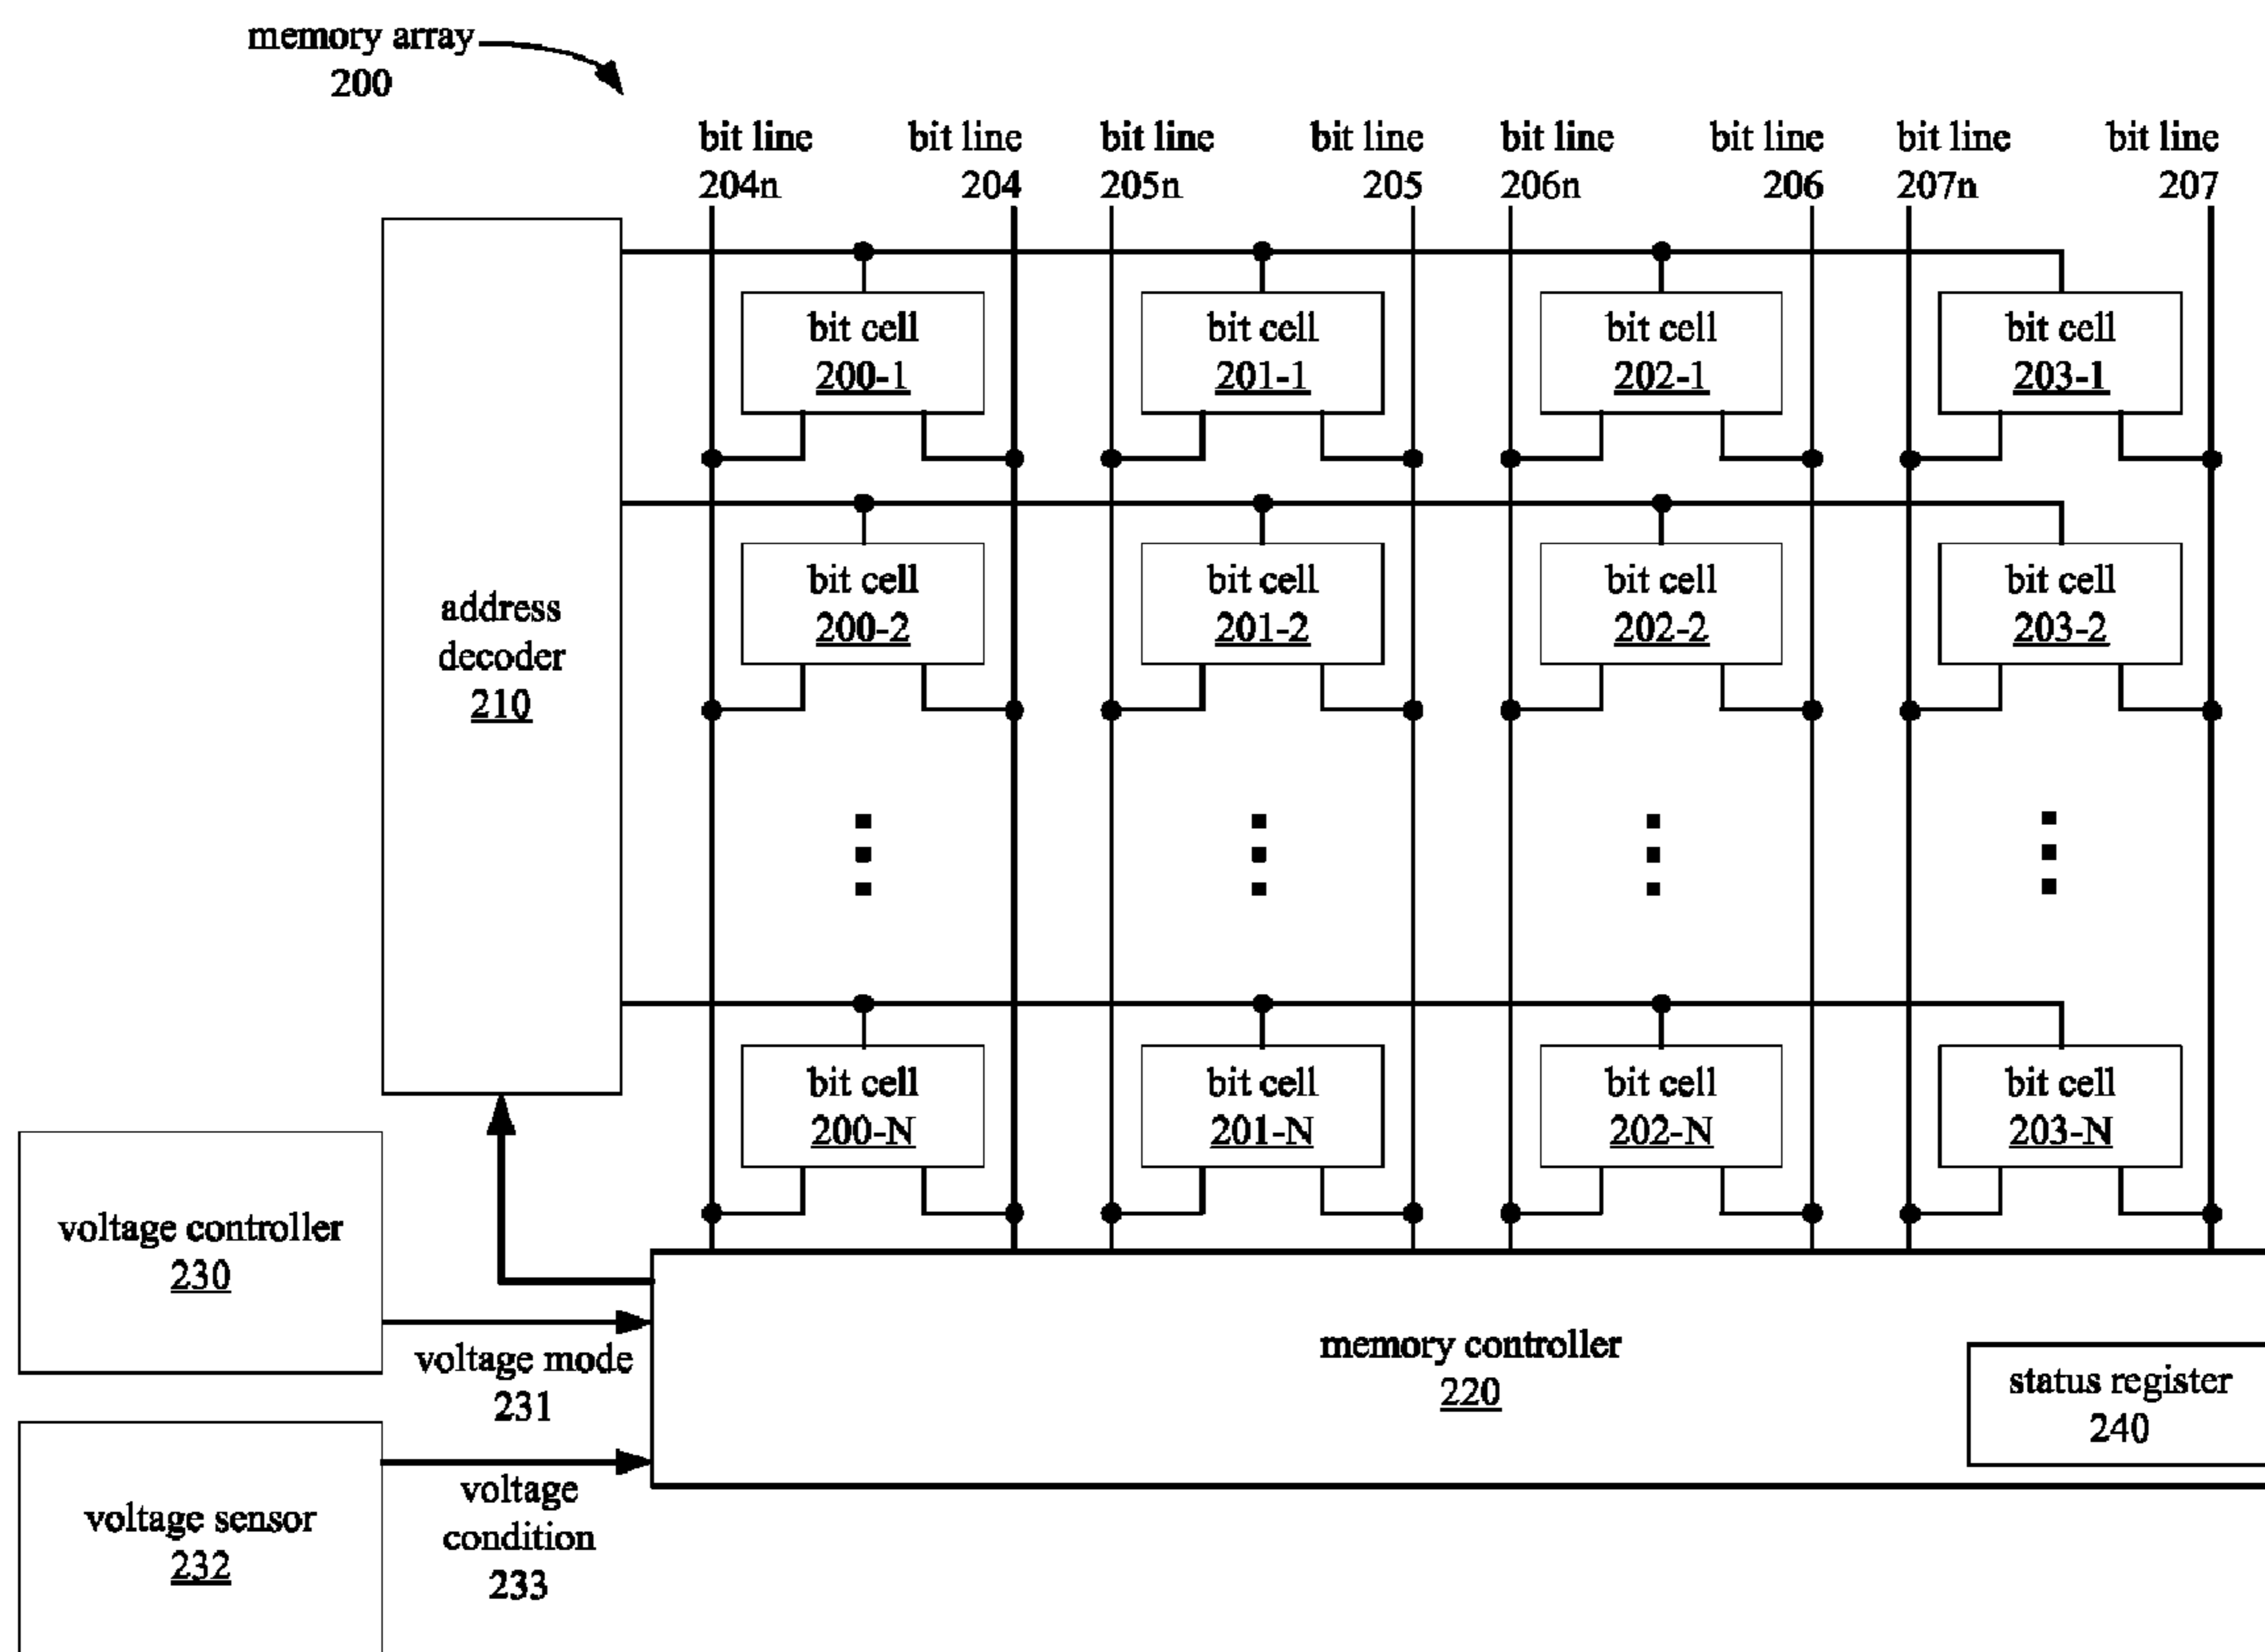 memory array
200
bit line bit line bit line bit line bit line bit line bit line bit line
204n 204 205n 205 206n 206 207n 207
bit cell bit cell bit cell bit cell
200-1 201-1 202-1 203-1
bit cell bit cell bit cell bit cell
200-2 201-2 202-2 203-2
address
decoder
210
bit cell bit cell bit cell bit cell
200-N 201-N 202-N 203-N
voltage controller
230
voltage mode
231
memory controller
220
status register
240
voltage sensor
232
voltage
condition
233